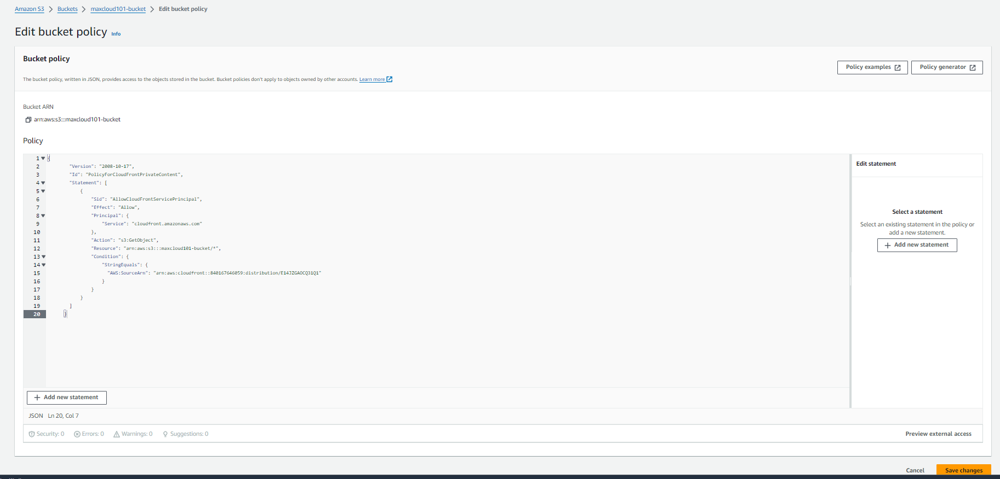 Amazon S3 > Buckets > maxcloud101-bucket > Edit bucket policy
Edit bucket policy Info
Bucket policy
Policy examples
Policy generator
The bucket policy, written in JSON, provides access to the objects stored in the bucket. Bucket policies don't apply to objects owned by other accounts. Learn more
Bucket ARN
arn:aws:s3:::maxcloud101-bucket
Policy
1 {
2 "Version": "2008-10-17",
3 "Id": "PolicyForCloudFrontPrivateContent",
4 "Statement": [
5 {
6 "Sid": "AllowCloudFrontServicePrincipal",
7 "Effect": "Allow",
8 "Principal": {
9 "Service": "cloudfront.amazonaws.com"
10 },
11 "Action": "s3:GetObject",
12 "Resource": "arn:aws:s3:::maxcloud101-bucket/*",
13 "Condition": {
14 "StringEquals": {
15 "AWS:SourceArn": "arn:aws:cloudfront::840167646059:distribution/E14JZGAOCQ31Q1"
16 }
17 }
18 }
19 ]
20 }
Edit statement
Select a statement
Select an existing statement in the policy or
add a new statement.
+ Add new statement
+ Add new statement
JSON Ln 20, Col 7
Security: 0 Errors: 0 Warnings: 0 Suggestions: 0
Preview external access
Cancel
Save changes